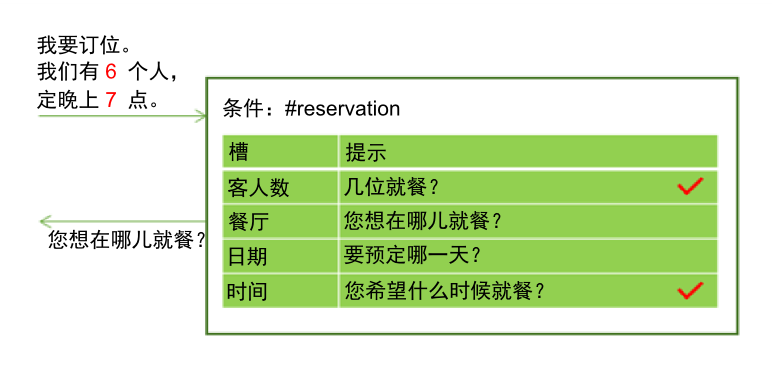 我要订位。
我们有 6 个人，
定晚上 7 点。
条件：#reservation
槽 提示
客人数 几位就餐？
餐厅 您想在哪儿就餐？
日期 要预定哪一天？
时间 您希望什么时候就餐？
您想在哪儿就餐？